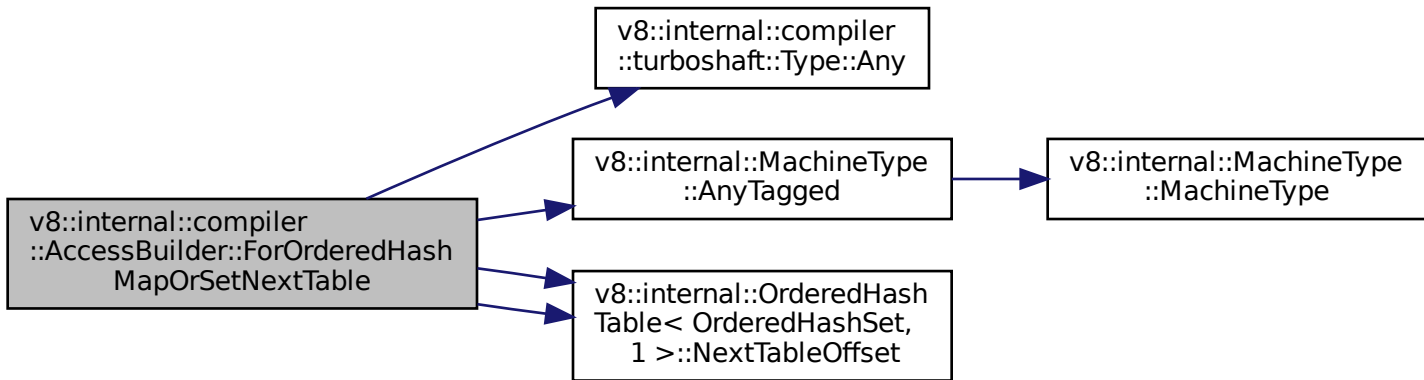 v8::internal::compiler
::turboshaft::Type::Any
v8::internal::MachineType
::AnyTagged
v8::internal::MachineType
::MachineType
v8::internal::compiler
::AccessBuilder::ForOrderedHash
MapOrSetNextTable
v8::internal::OrderedHash
Table< OrderedHashSet,
1 >::NextTableOffset